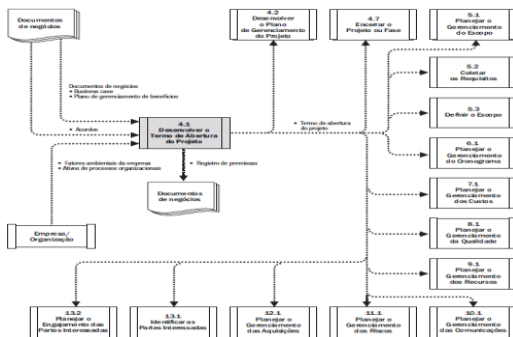 Documentos
de negócios
4.2
Desenvolver
o Plano
de Gerenciamento
do Projeto
4.7
Encerrar o
Projeto ou Fase
5.1
Planejar o
Gerenciamento
do Escopo
5.2
Coletar
os Requisitos
5.3
Definir o Escopo
6.1
Planejar o
Gerenciamento
do Cronograma
7.1
Planejar o
Gerenciamento
dos Custos
8.1
Planejar o
Gerenciamento
da Qualidade
9.1
Planejar o
Gerenciamento
dos Recursos
Documentos de negócios
• Business case
• Plano de gerenciamento de benefícios
• Acordos
4.1
Desenvolver o
Termo de Abertura
do Projeto
• Termo de abertura
do projeto
• Fatores ambientais da empresa
• Ativos de processos organizacionais
• Registro de premissas
Documentos
de negócios
Empresa/
Organização
13.2
Planejar o
Engajamento das
Partes Interessadas
13.1
Identificar as
Partes Interessadas
12.1
Planejar o
Gerenciamento
das Aquisições
11.1
Planejar o
Gerenciamento
dos Riscos
10.1
Planejar o
Gerenciamento
das Comunicações